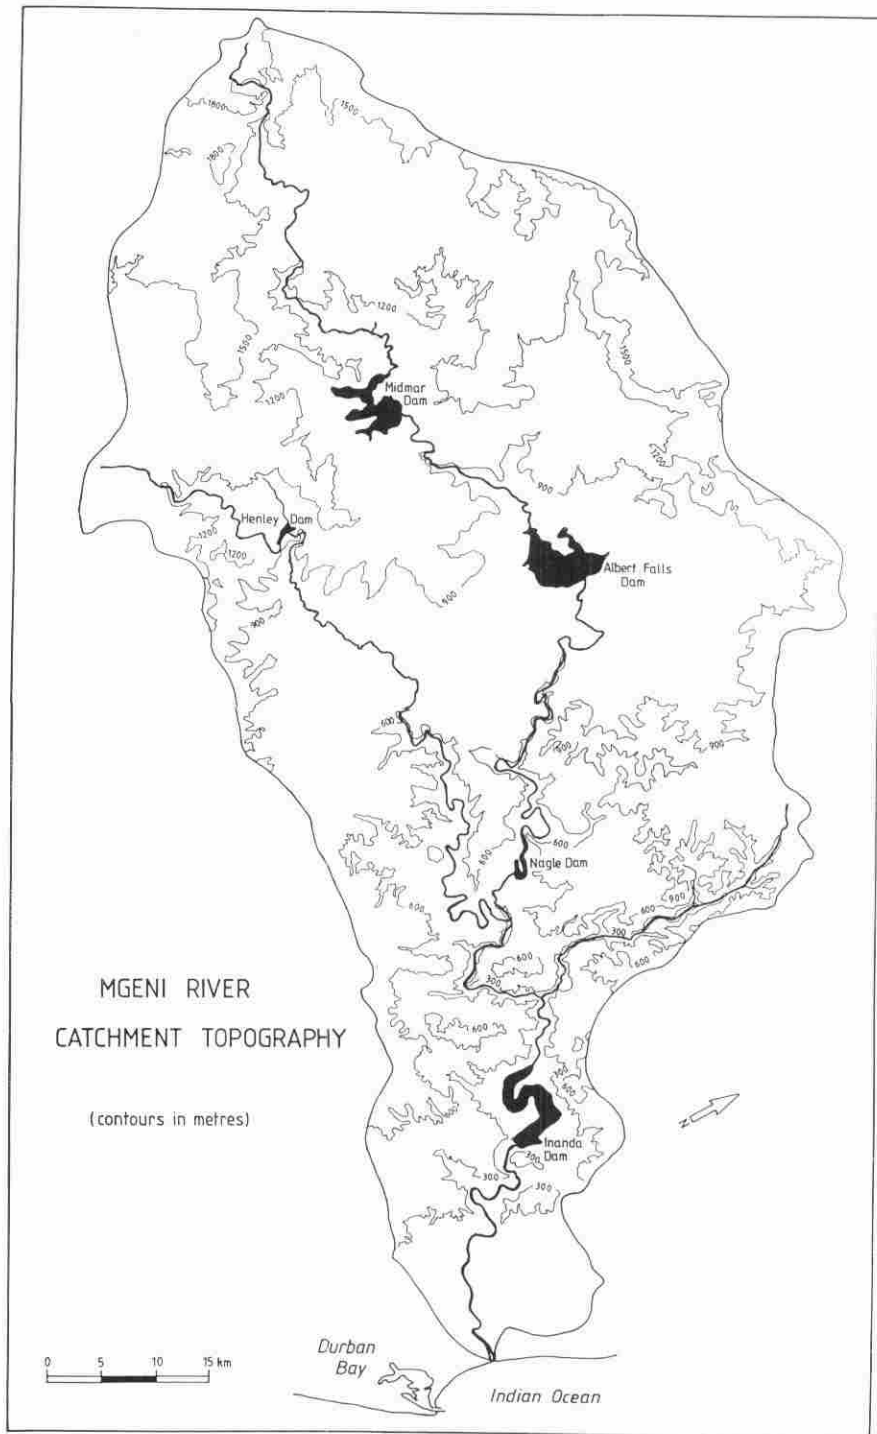 1800
1500
1800
1200
1500
1500
Midmar
Dam
1200
1200
900
Henley Dam
1200
1200
Albert Falls
Dam
900
900
600
900
600
Nagle Dam
600
600
900
600
300
600
600
300
MGENI RIVER
CATCHMENT TOPOGRAPHY
600
(contours in metres)
300
600
600
N
Inanda
Dam
300
300
300
0 5 10 15 km
Durban
Bay
Indian Ocean